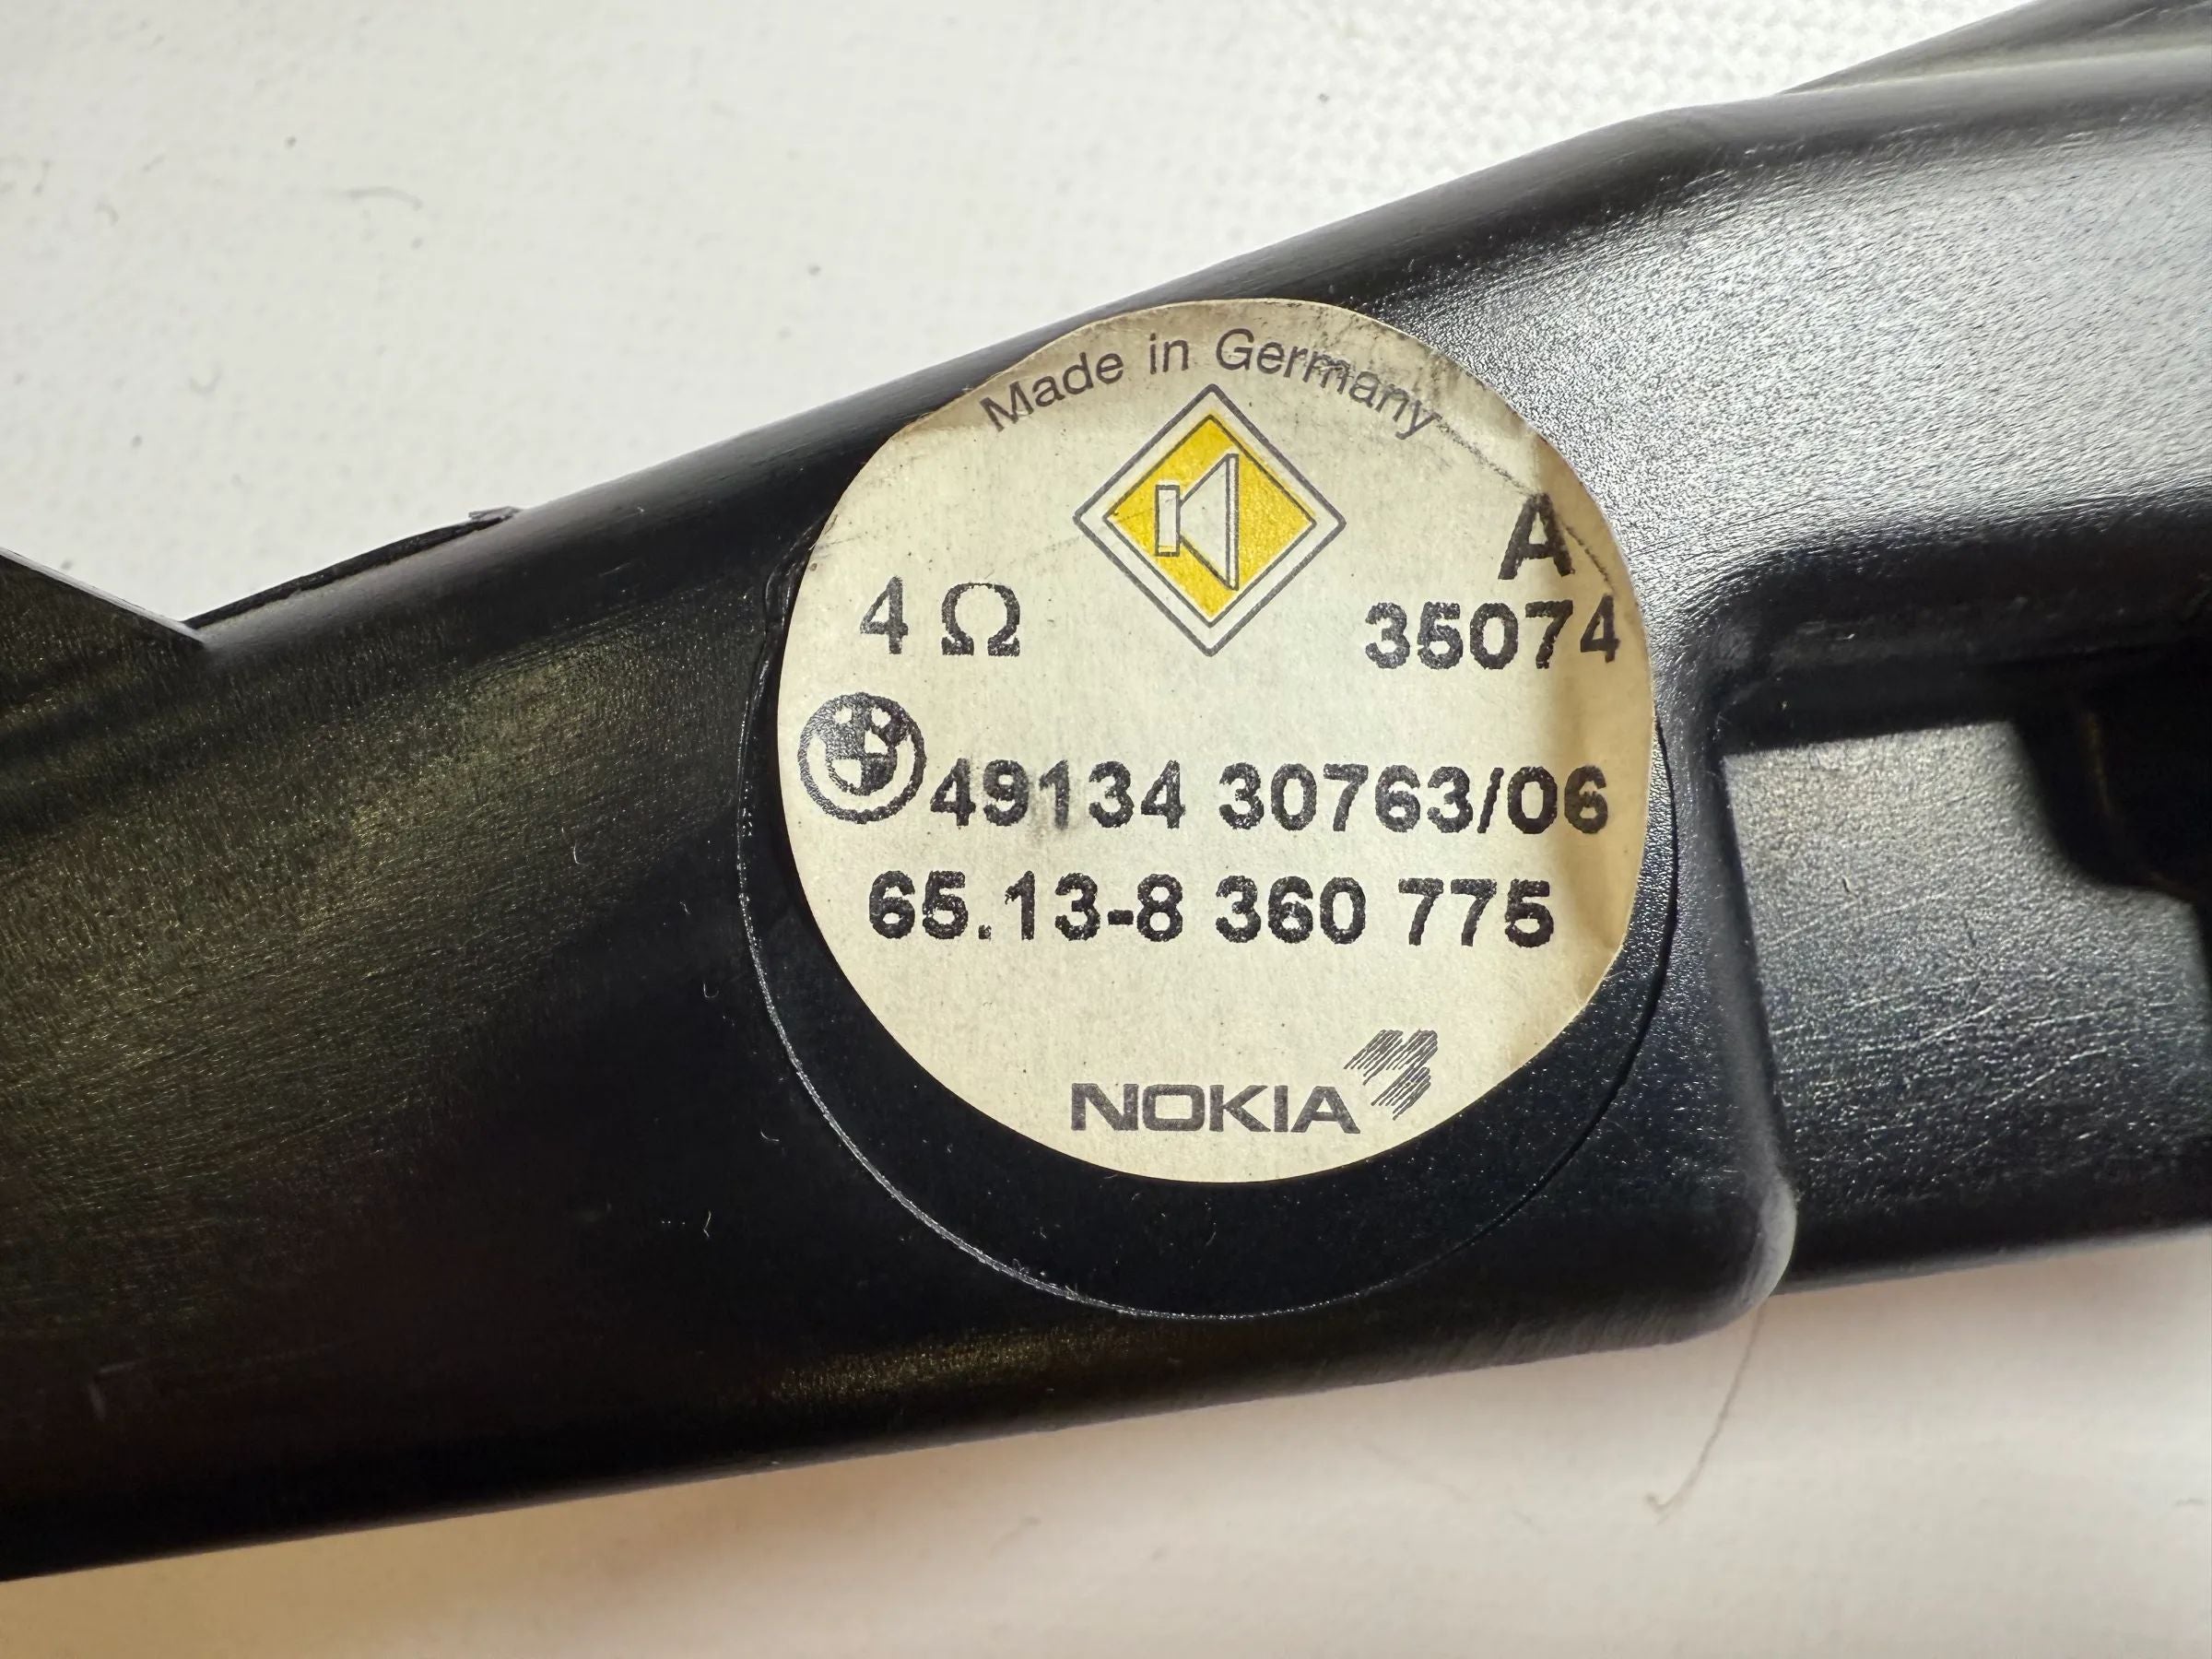 Made in Germany
A
4 Ω 35074
49134 30763/06
65.13-8 360 775
NOKIA